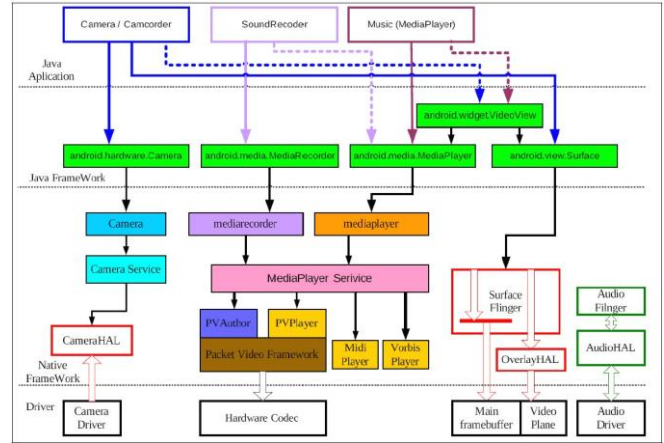 Camera / Camcorder
SoundRecoder
Music (MediaPlayer)
Java
Aplication
android.widget.VideoView
android.hardware.Camera
android.media.MediaRecorder
android.media.MediaPlayer
android.view.Surface
Java FrameWork
Camera
mediarecorder
mediaplayer
Camera Service
MediaPlayer Serivice
PVAuthor
PVPlayer
Packet Video Framework
Midi
Player
Vorbis
Player
Surface
Flinger
Audio
Filnger
CameraHAL
OverlayHAL
AudioHAL
Native
FrameWork
Driver
Camera
Driver
Hardware Codec
Main
framebuffer
Video
Plane
Audio
Driver